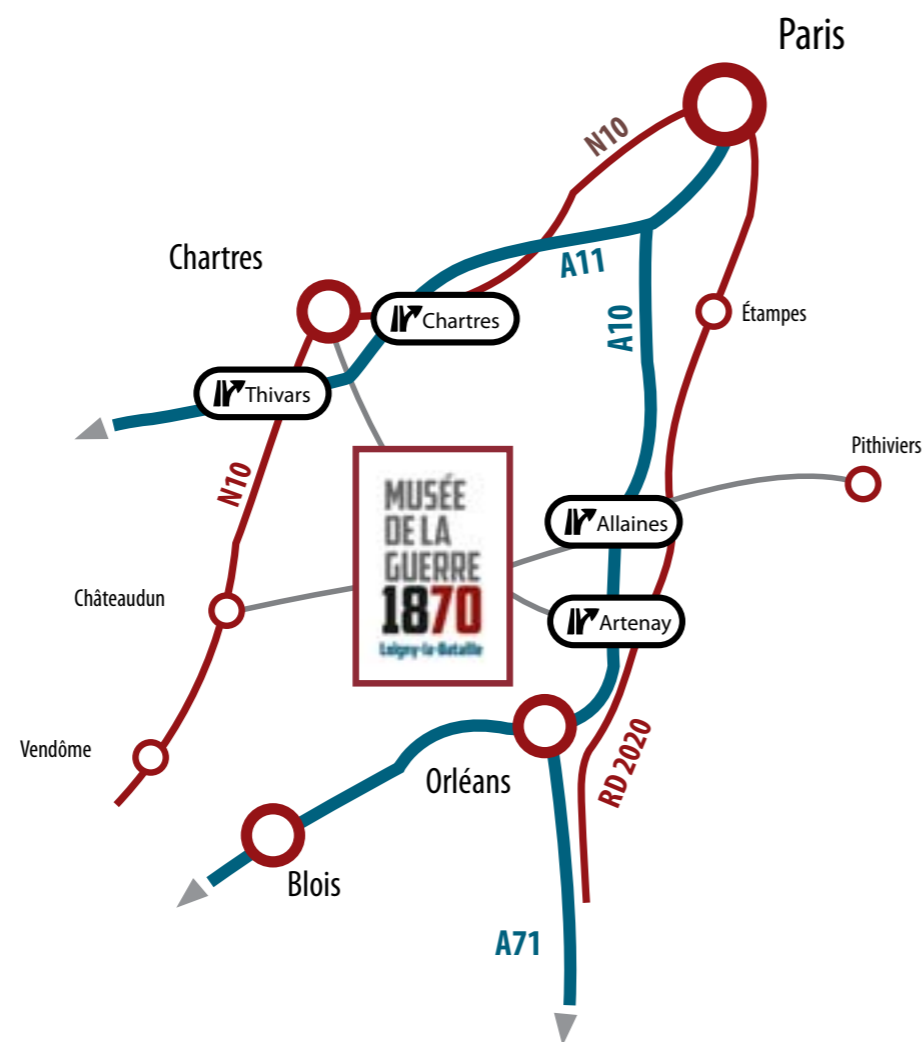 Paris
N10
Chartres
A11
Chartres
A10
Étampes
Thivars
Pithiviers
N10
MUSÉE
DE LA
GUERRE
1870
Loigny-la-Bataille
Allaines
Châteaudun
Artenay
Vendôme
Orléans
RD 2020
Blois
A71